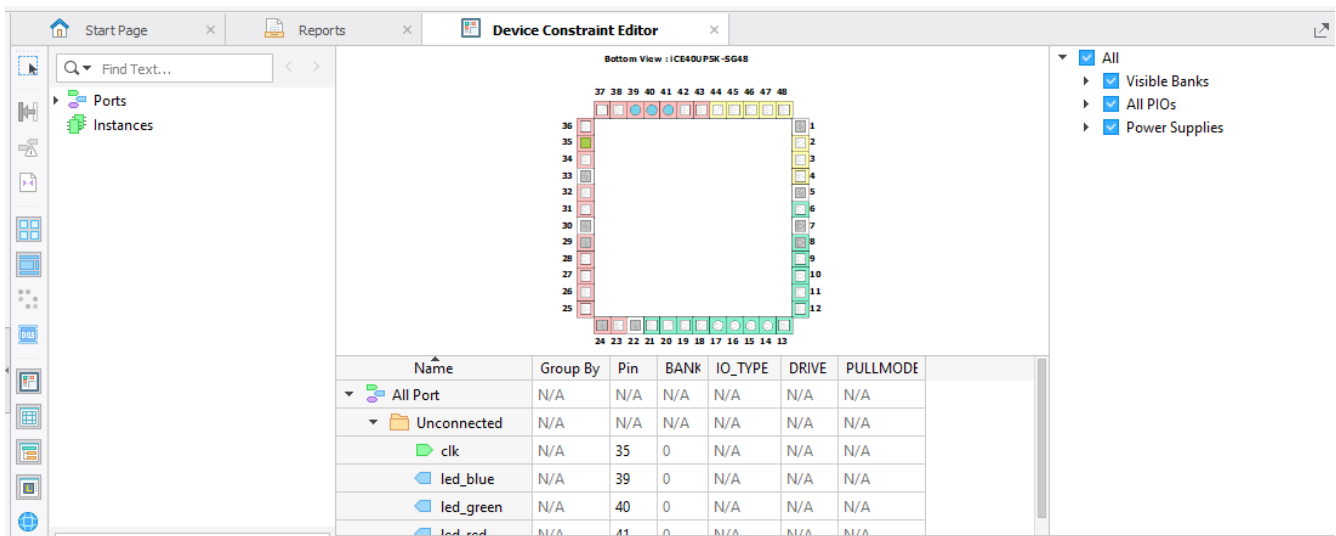 Start Page
Reports
Device Constraint Editor
Find Text...
Ports
Instances
Bottom View : iCE40UP5K-SG48
37 38 39 40 41 42 43 44 45 46 47 48
36 1
35 2
34 3
33 4
32 5
31 6
30 7
29 8
28 9
27 10
26 11
25 12
24 23 22 21 20 19 18 17 16 15 14 13
All
Visible Banks
All PIOs
Power Supplies
DQS
Name Group By Pin BANK IO_TYPE DRIVE PULLMODE
All Port N/A N/A N/A N/A N/A N/A
Unconnected N/A N/A N/A N/A N/A N/A
clk N/A 35 0 N/A N/A N/A
led_blue N/A 39 0 N/A N/A N/A
led_green N/A 40 0 N/A N/A N/A
led_red N/A 41 0 N/A N/A N/A